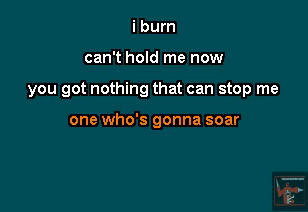 i burn
can't hold me now
you got nothing that can stop me
one who's gonna soar